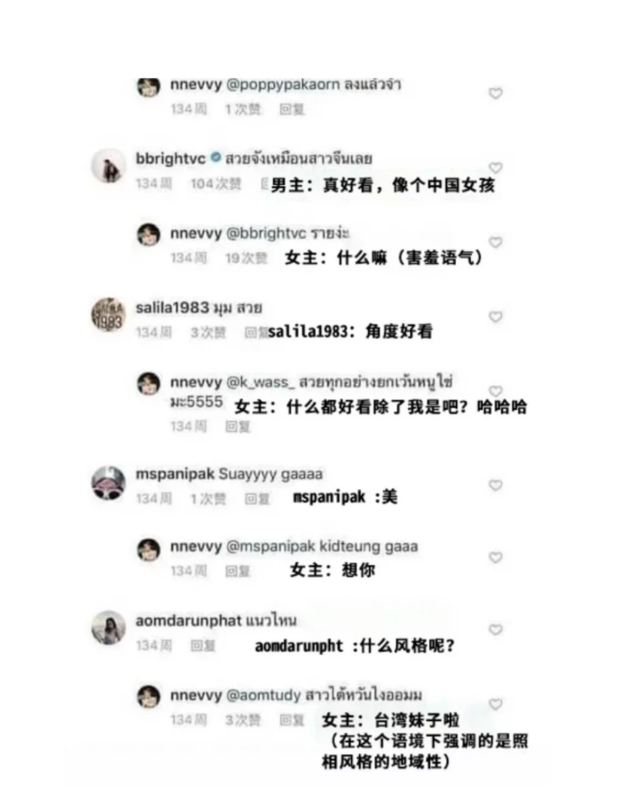 nnevvy @poppypakaorn ลงแล้วจ้า
134周 1次赞 回复
bbrightvc สวยจังเหมือนสาวจีนเลย
134周 104次赞
男主：真好看，像个中国女孩
nnevvy @bbrightvc รายง่ะ
134周 19次赞
女主：什么嘛（害羞语气）
salila1983 มุม สวย
134周 3次赞 回复
salila1983：角度好看
nnevvy @k_wass_ สวยทุกอย่างยกเว้นหนูใช่
มะ5555
女主：什么都好看除了我是吧？哈哈哈
134周 回复
mspanipak Suayyyy gaaaa
134周 1次赞 回复
mspanipak :美
nnevvy @mspanipak kidteung gaaa
134周 回复
女主：想你
aomdarunphat แนวไหน
134周 回复
aomdarunpht :什么风格呢？
nnevvy @aomtudy สาวไต้หวันไงออมม
134周 3次赞 回复
女主：台湾妹子啦
（在这个语境下强调的是照
相风格的地域性）